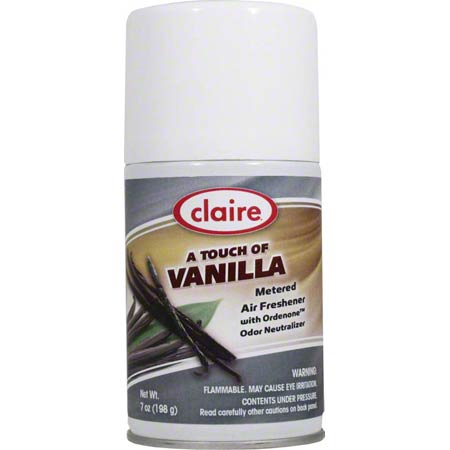 claire
A TOUCH OF
VANILLA
Metered
Air Freshener
with Ordenone™
Odor Neutralizer
WARNING:
FLAMMABLE. MAY CAUSE EYE IRRITATION.
CONTENTS UNDER PRESSURE.
Read carefully other cautions on back panel.
Net Wt.
7 oz (198 g)